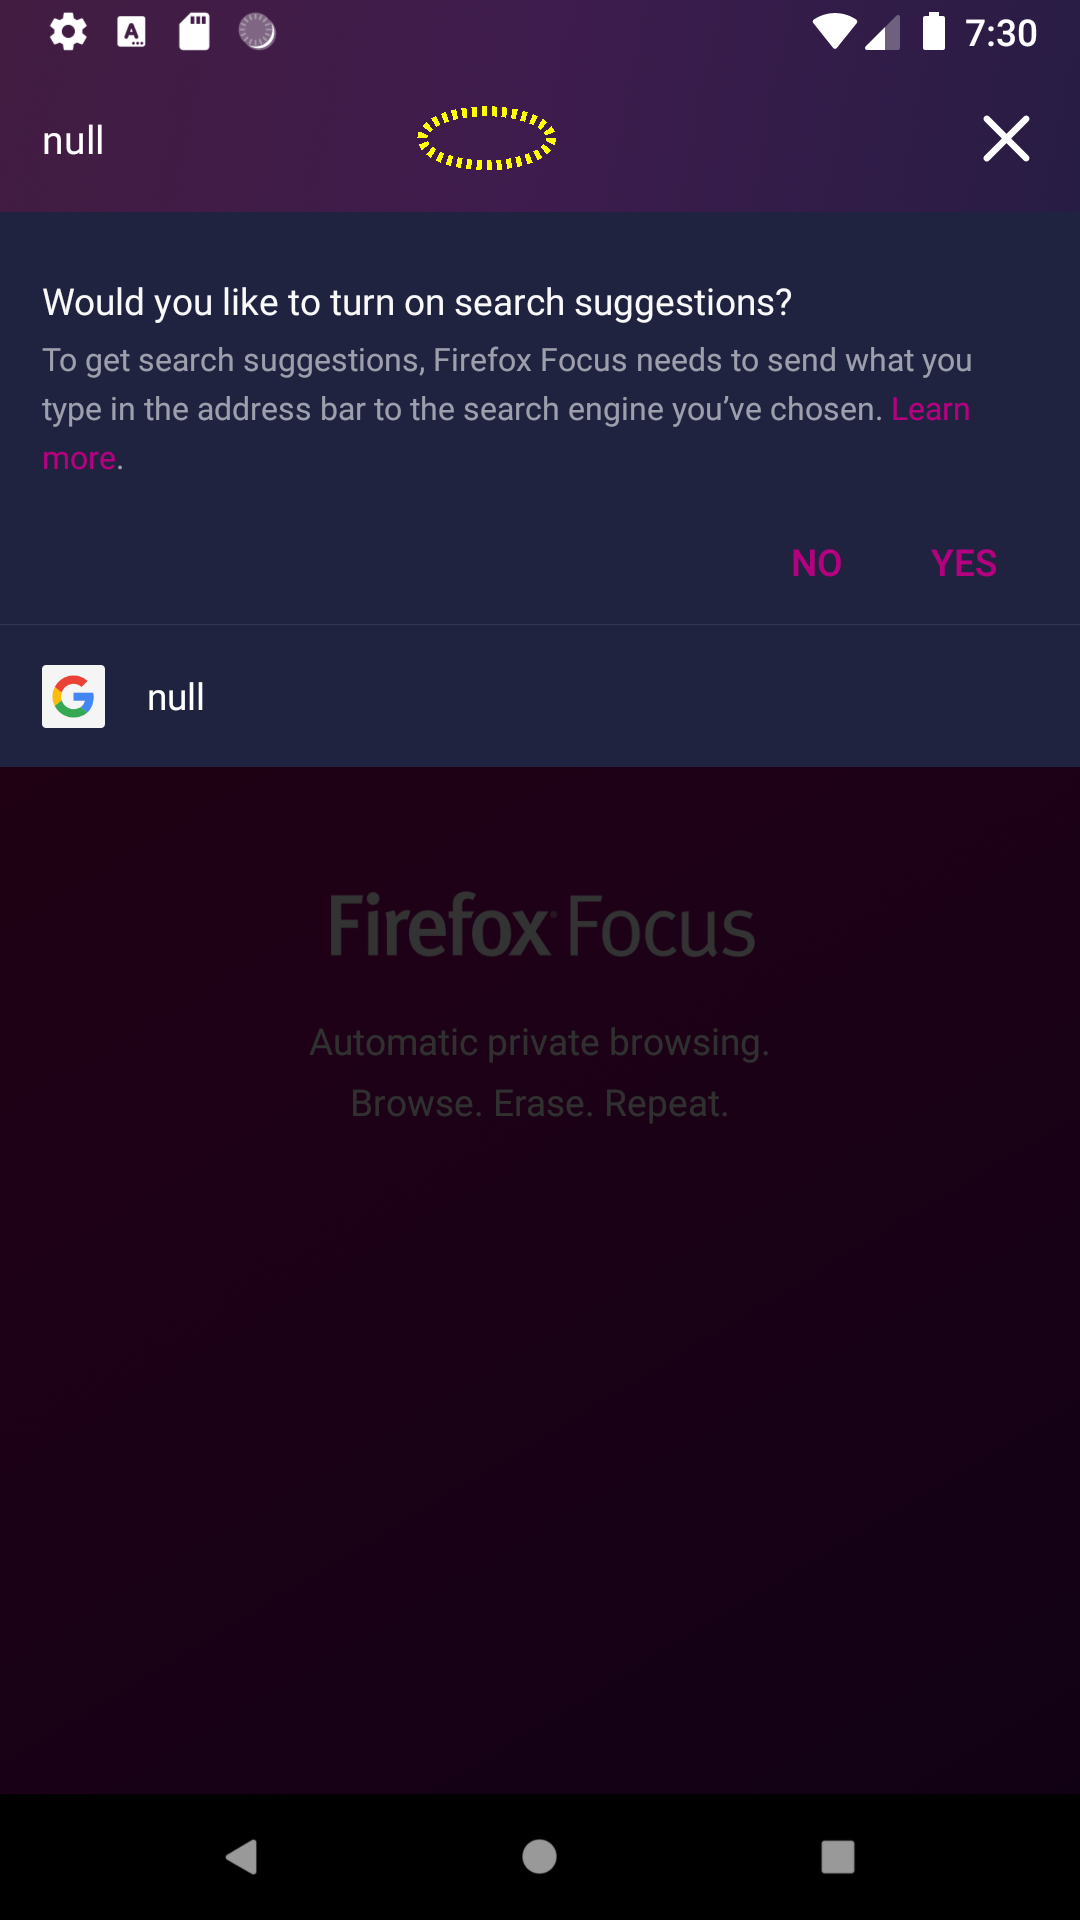 7:30
null
Would you like to turn on search suggestions?
To get search suggestions, Firefox Focus needs to send what you
type in the address bar to the search engine you’ve chosen. Learn
more.
NO YES
null
Firefox Focus
Automatic private browsing.
Browse. Erase. Repeat.